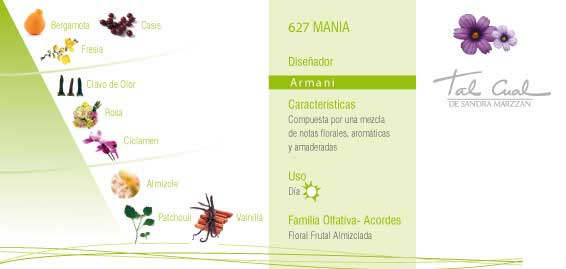 Bergamota
Casis
Fresia
Clavo de Olor
Rosa
Ciclamen
Almizcle
Patchouli
Vainilla
627 MANIA
Diseñador
Armani
Características
Compuesta por una mezcla
de notas florales, aromáticas
y amaderadas
Uso
Día
Familia Olfativa- Acordes
Floral Frutal Almizclada
Tal Cual
DE SANDRA MARZZAN